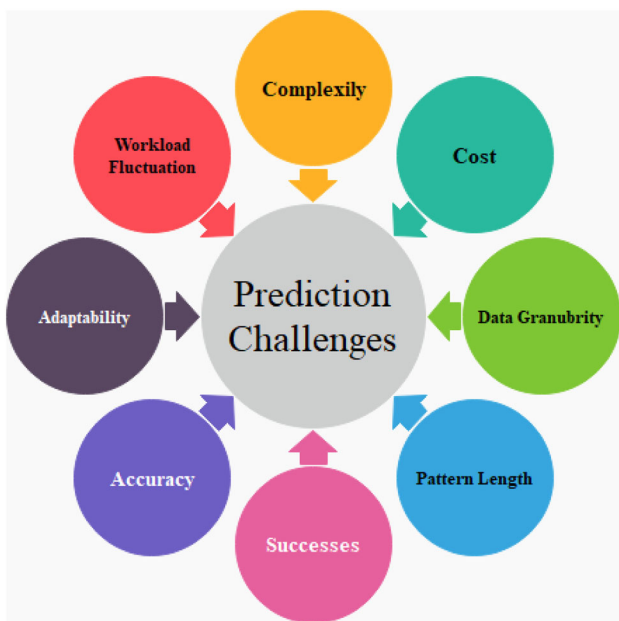 Complexily
Workload
Fluctuation
Cost
Prediction
Challenges
Adaptability
Data Granubrity
Accuracy
Pattern Length
Successes